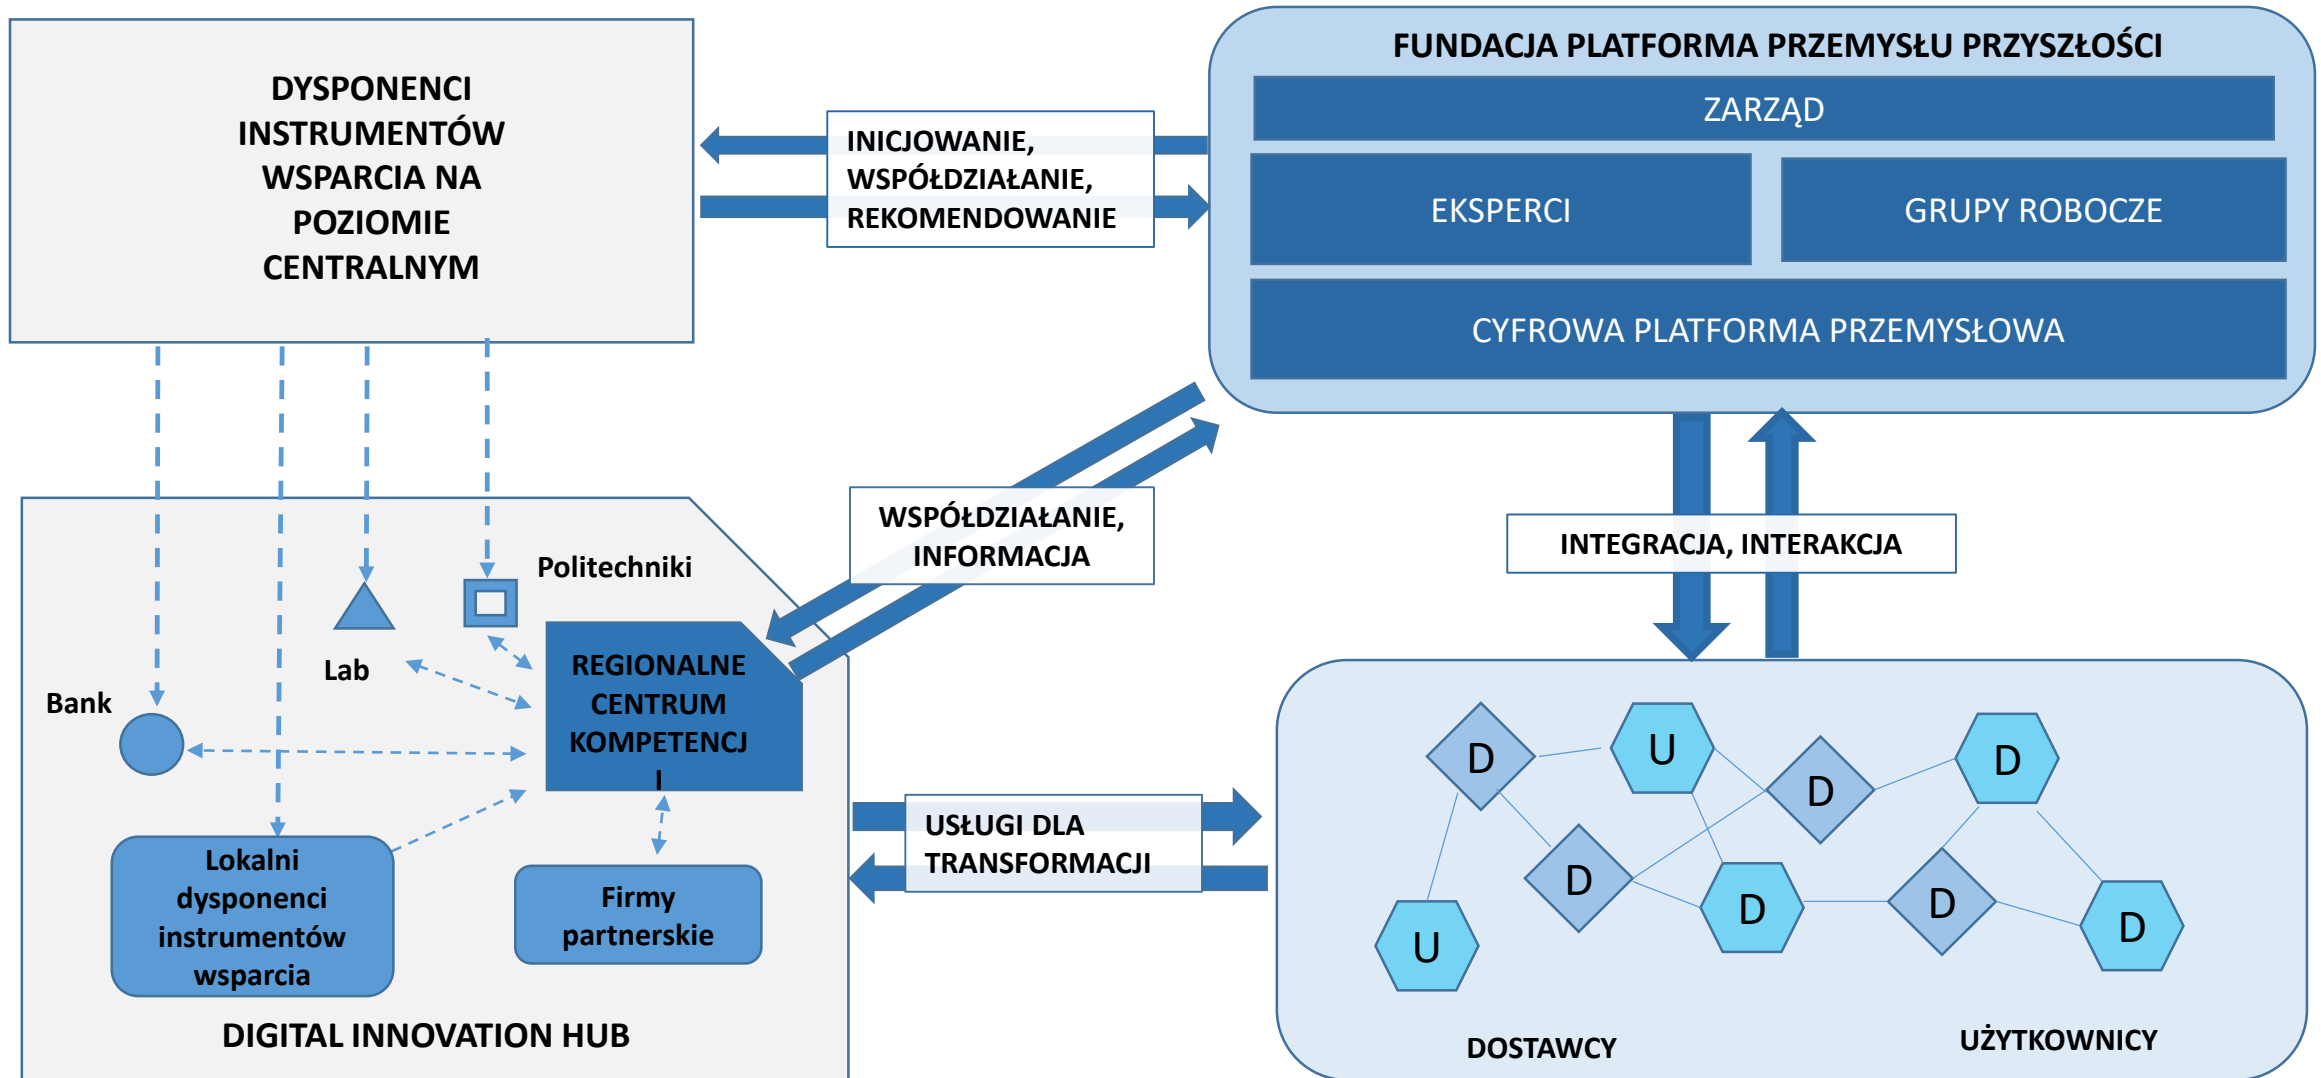 DYSPONENCI
INSTRUMENTÓW
WSPARCIA NA
POZIOMIE
CENTRALNYM
INICJOWANIE,
WSPÓŁDZIAŁANIE,
REKOMENDOWANIE
FUNDACJA PLATFORMA PRZEMYSŁU PRZYSZŁOŚCI
ZARZĄD
EKSPERCI
GRUPY ROBOCZE
CYFROWA PLATFORMA PRZEMYSŁOWA
WSPÓŁDZIAŁANIE,
INFORMACJA
INTEGRACJA, INTERAKCJA
Politechniki
Lab
Bank
REGIONALNE
CENTRUM
KOMPETENCJ
I
Lokalni
dysponenci
instrumentów
wsparcia
Firmy
partnerskie
DIGITAL INNOVATION HUB
USŁUGI DLA
TRANSFORMACJI
D
U
D
D
D
D
D
U
D
DOSTAWCY
UŻYTKOWNICY